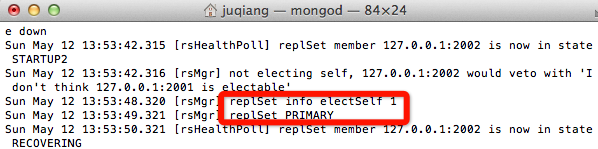 juqiang — mongod — 84×24
e down
Sun May 12 13:53:42.315 [rsHealthPoll] replSet member 127.0.0.1:2002 is now in state
STARTUP2
Sun May 12 13:53:42.316 [rsMgr] not electing self, 127.0.0.1:2002 would veto with 'I
don't think 127.0.0.1:2001 is electable'
Sun May 12 13:53:48.320 [rsMgr] replSet info electSelf 1
Sun May 12 13:53:49.321 [rsMgr] replSet PRIMARY
Sun May 12 13:53:50.321 [rsHealthPoll] replSet member 127.0.0.1:2002 is now in state
RECOVERING